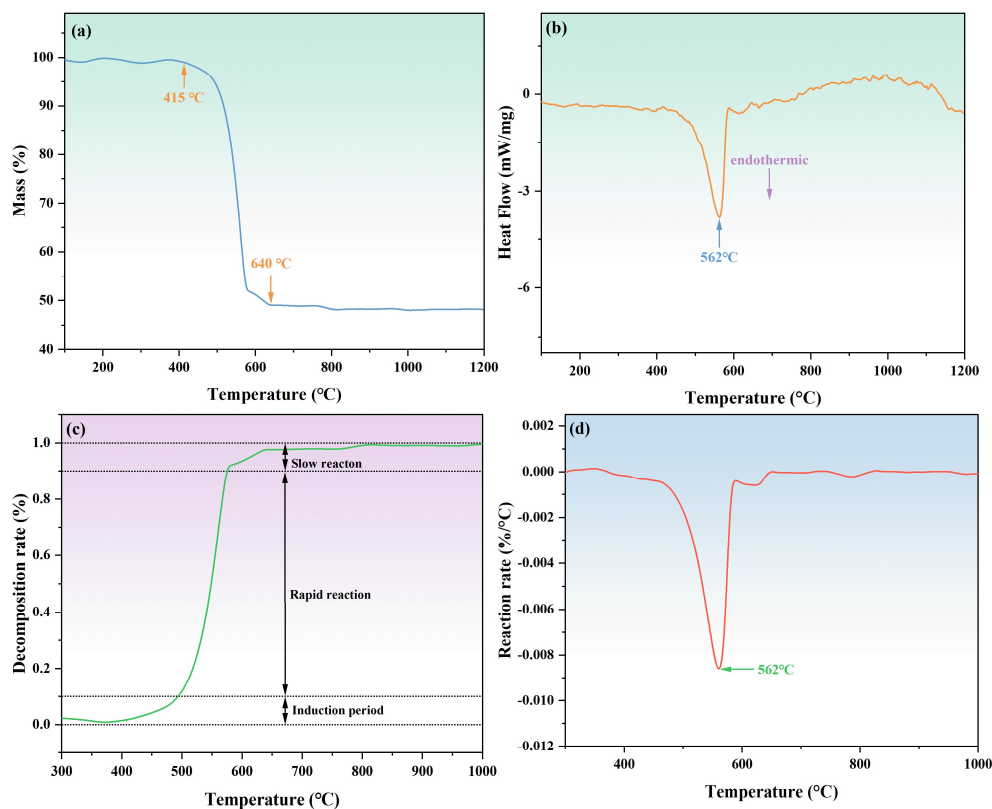 (a)
100
90
80
70
60
50
40
Mass (%)
415 °C
640 °C
200
400
600
800
1000
1200
Temperature (°C)
(b)
0
-3
-6
Heat Flow (mW/mg)
endothermic
562°C
200
400
600
800
1000
1200
Temperature (°C)
(c)
1.0
0.8
0.6
0.4
0.2
0.0
Decomposition rate (%)
Slow reacton
Rapid reaction
Induction period
300
400
500
600
700
800
900
1000
Temperature (°C)
(d)
0.002
0.000
-0.002
-0.004
-0.006
-0.008
-0.010
-0.012
Reaction rate (%/°C)
562°C
400
600
800
1000
Temperature (°C)